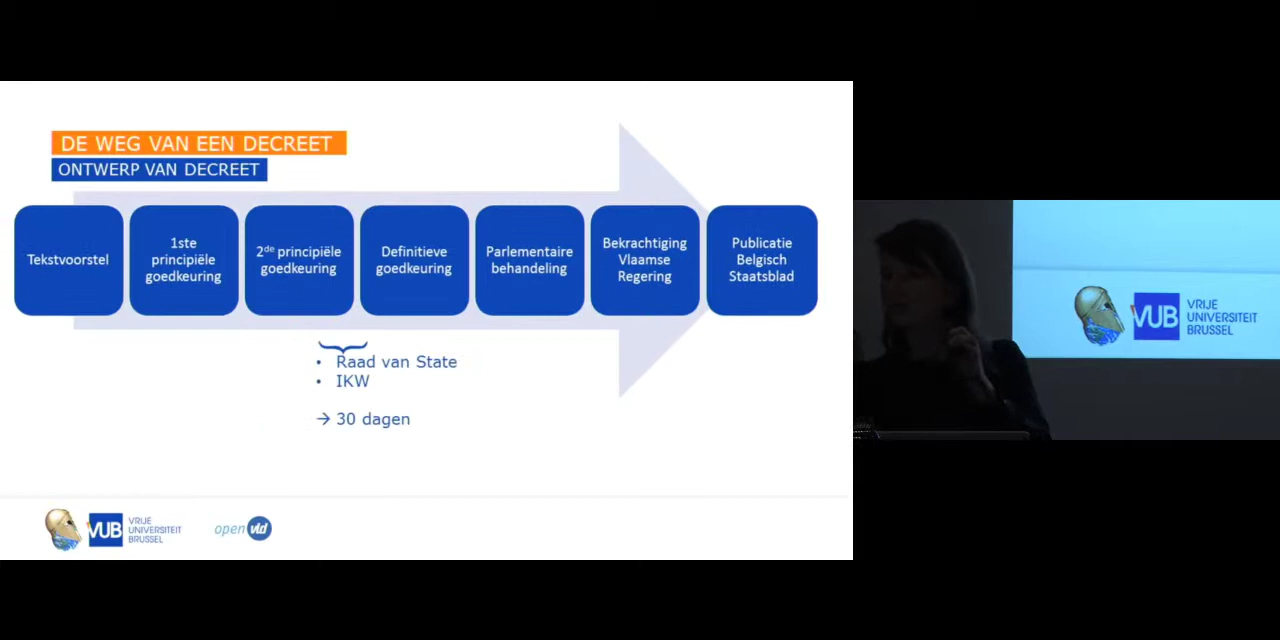 DE WEG VAN EEN DECREET
ONTWERP VAN DECREET
Tekstvoorstel
1ste
principiële
goedkeuring
2de principiële
goedkeuring
Definitieve
goedkeuring
Parlementaire
behandeling
Bekrachtiging
Vlaamse
Regering
Publicatie
Belgisch
Staatsblad
• Raad van State
• IKW
→ 30 dagen
VUB
VRIJE
UNIVERSITEIT
BRUSSEL
open vld
VUB
VRIJE
UNIVERSITEIT
BRUSSEL